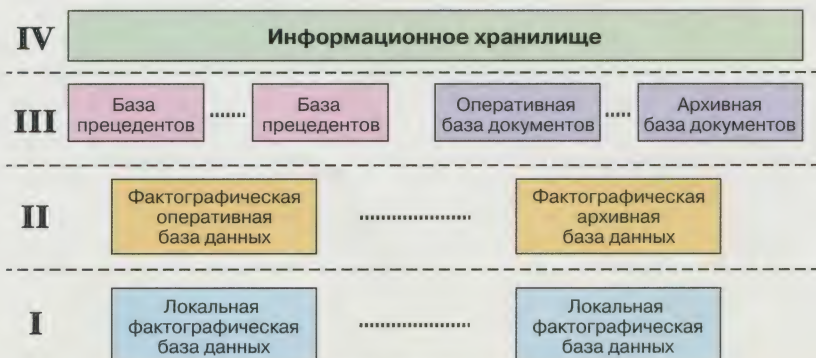 IV
Информационное хранилище
III
База
прецедентов
База
прецедентов
Оперативная
база документов
Архивная
база документов
II
Фактографическая
оперативная
база данных
Фактографическая
архивная
база данных
I
Локальная
фактографическая
база данных
Локальная
фактографическая
база данных